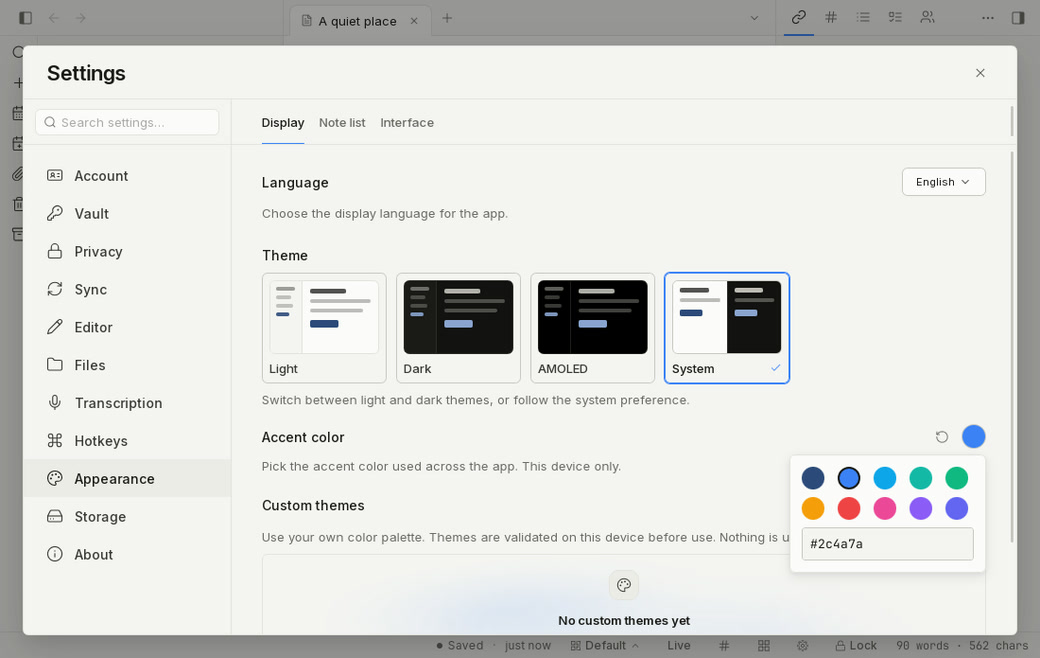 A quiet place
Settings
Search settings...
Display
Note list
Interface
Account
Vault
Privacy
Sync
Editor
Files
Transcription
Hotkeys
Appearance
Storage
About
Language
English
Choose the display language for the app.
Theme
Light
Dark
AMOLED
System
Switch between light and dark themes, or follow the system preference.
Accent color
Pick the accent color used across the app. This device only.
#2c4a7a
Custom themes
Use your own color palette. Themes are validated on this device before use. Nothing is
No custom themes yet
Saved · just now
Default
Live
Lock
90 words · 562 chars